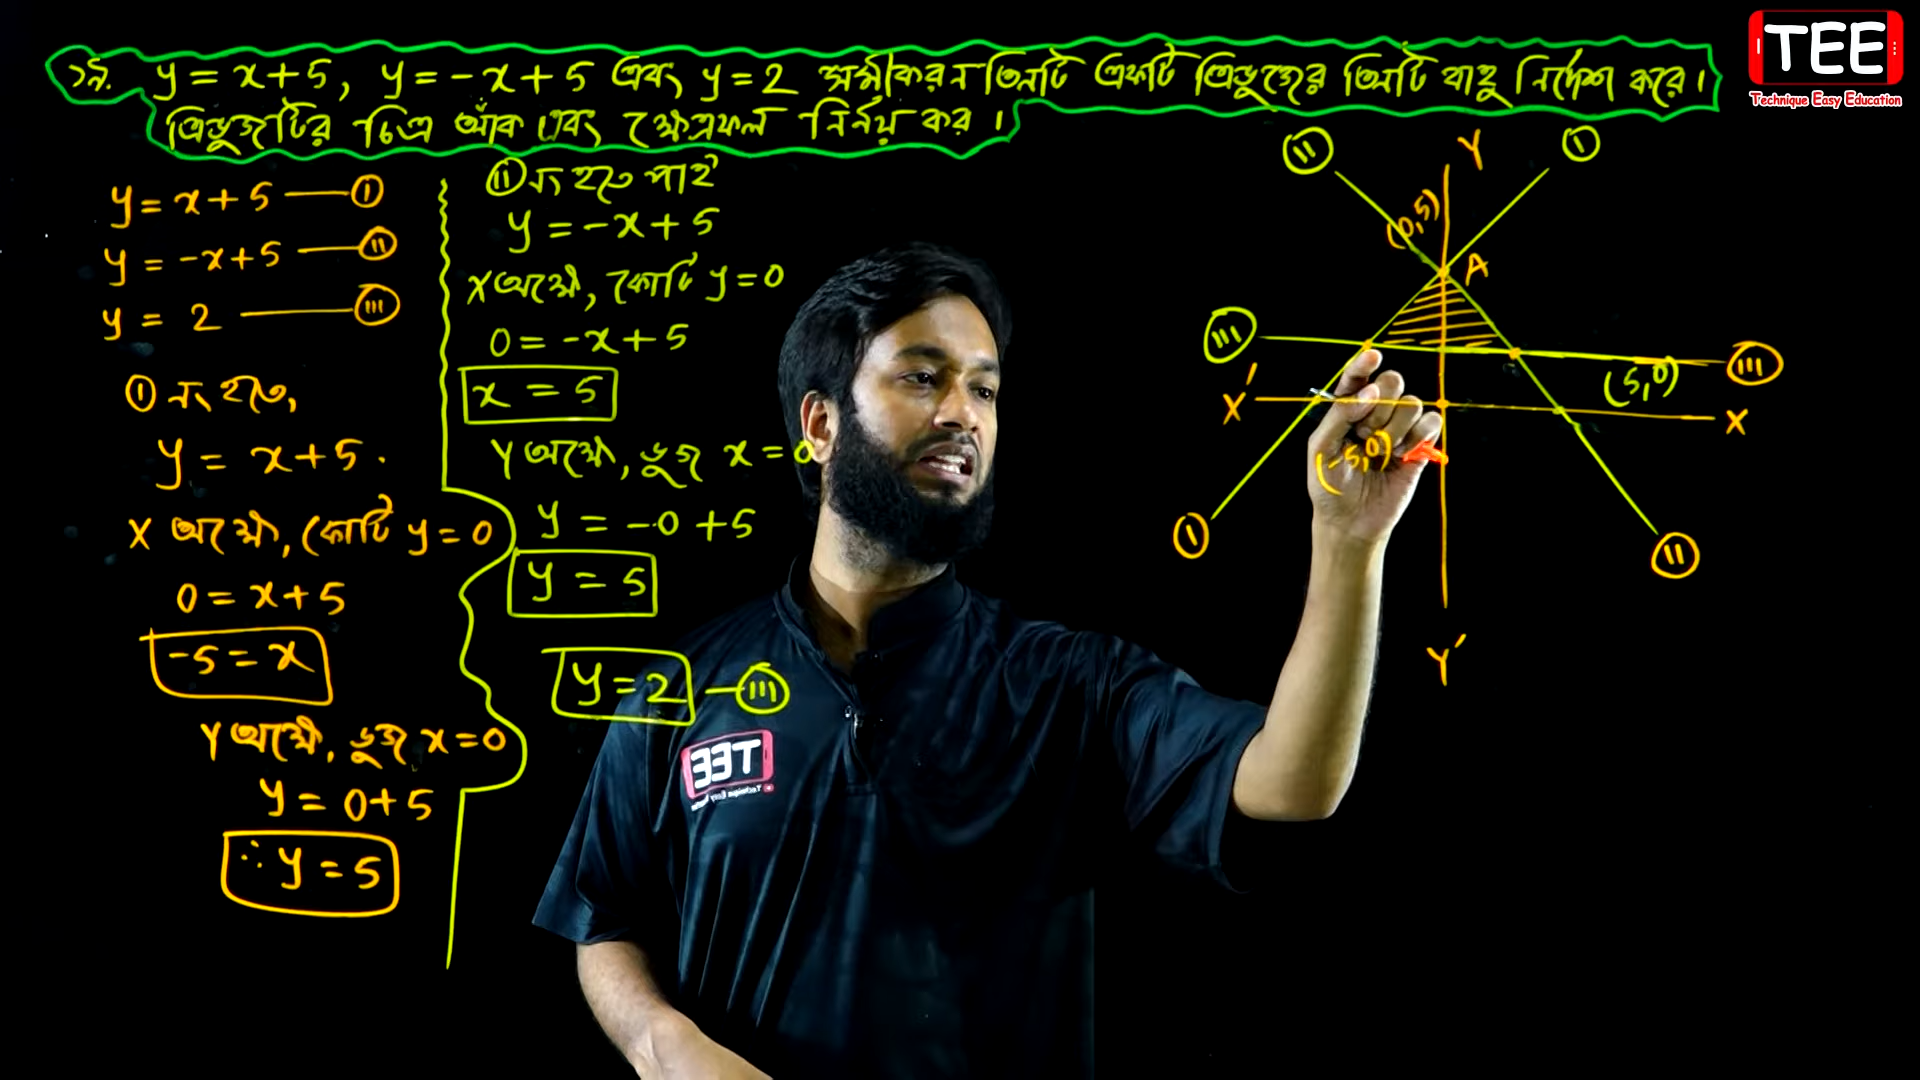 ১৯. y = x+5, y = -x+5 এবং y = 2 সমীকরন তিনটি একটি ত্রিভুজের তিনটি বাহু নির্দেশ করে।
ত্রিভুজটির চিত্র আঁক এবং ক্ষেত্রফল নির্নয় কর।
TEE
Technique Easy Education
y = x+5 — (I)
y = -x+5 — (II)
y = 2 — (III)
(I) নং হতে,
y = x+5.
X অক্ষে, কোটি y = 0
0 = x+5
-5 = x
Y অক্ষে, ভুজ x = 0
y = 0+5
∴ y = 5
(II) নং হতে পাই
y = -x+5
X অক্ষে, কোটি y = 0
0 = -x+5
x = 5
Y অক্ষে, ভুজ x = 0
y = -0+5
y = 5
y = 2 — (III)
(II)
Y
(I)
(0,5)
A
(III)
(III)
(5,0)
X'
X
(-5,0)
(I)
(II)
Y'
TEE